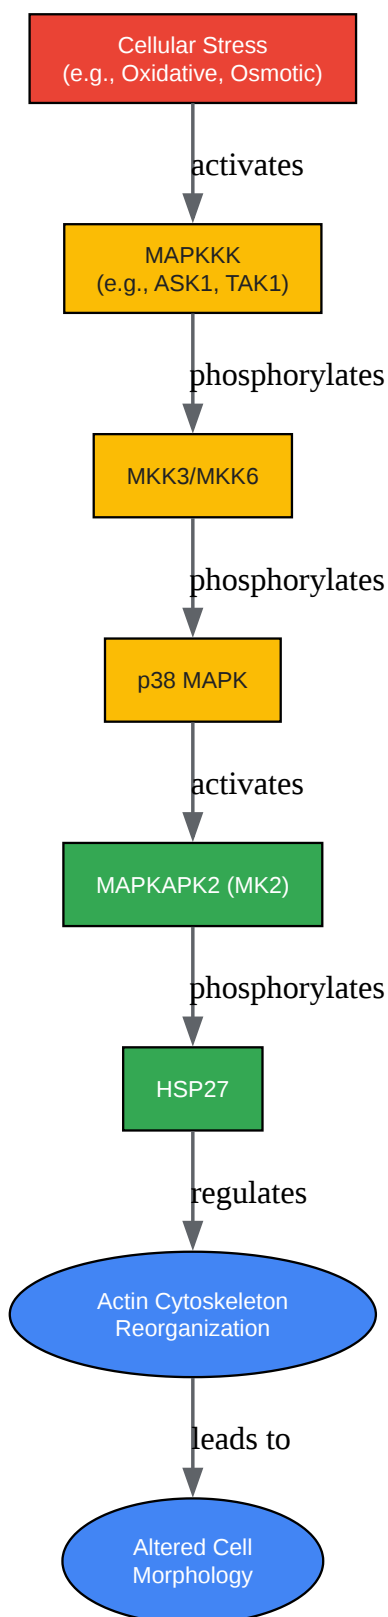 Cellular Stress
(e.g., Oxidative, Osmotic)
activates
MAPKKK
(e.g., ASK1, TAK1)
phosphorylates
MKK3/MKK6
phosphorylates
p38 MAPK
activates
MAPKAPK2 (MK2)
phosphorylates
HSP27
regulates
Actin Cytoskeleton
Reorganization
leads to
Altered Cell
Morphology